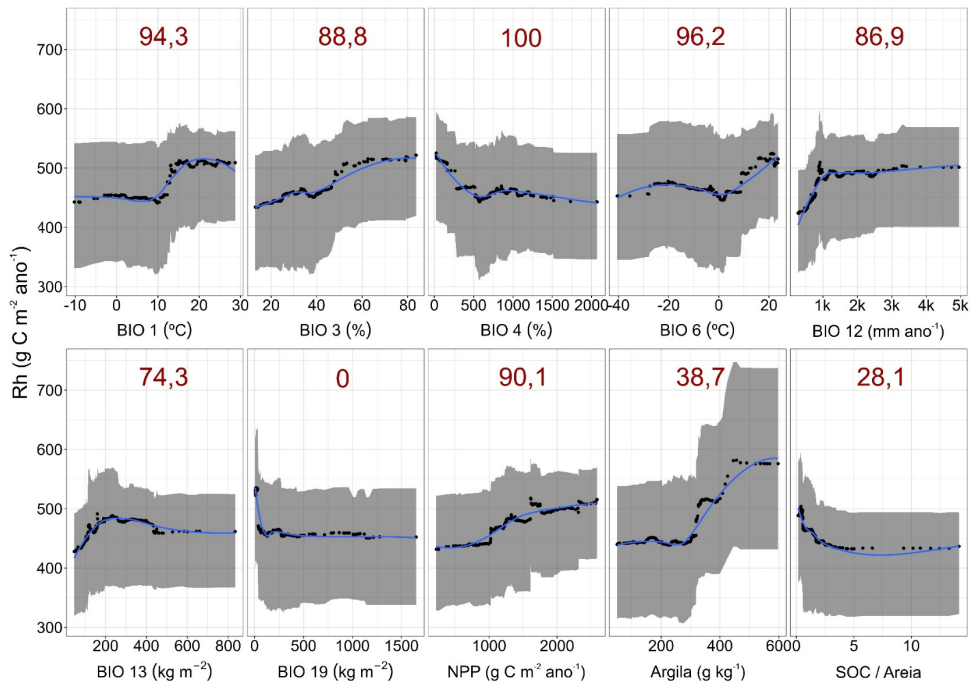 94,3 88,8 100 96,2 86,9
700
600
500
400
300
-10 0 10 20 30 20 40 60 80 0 500 1000 1500 2000 -40 -20 0 20 1k 2k 3k 4k 5k
BIO 1 (ºC) BIO 3 (%) BIO 4 (%) BIO 6 (ºC) BIO 12 (mm ano⁻¹)
Rh (g C m⁻² ano⁻¹)
74,3 0 90,1 38,7 28,1
700
600
500
400
300
200 400 600 800 0 500 1000 1500 1000 2000 200 400 600 0 5 10
BIO 13 (kg m⁻²) BIO 19 (kg m⁻²) NPP (g C m⁻² ano⁻¹) Argila (g kg⁻¹) SOC / Areia